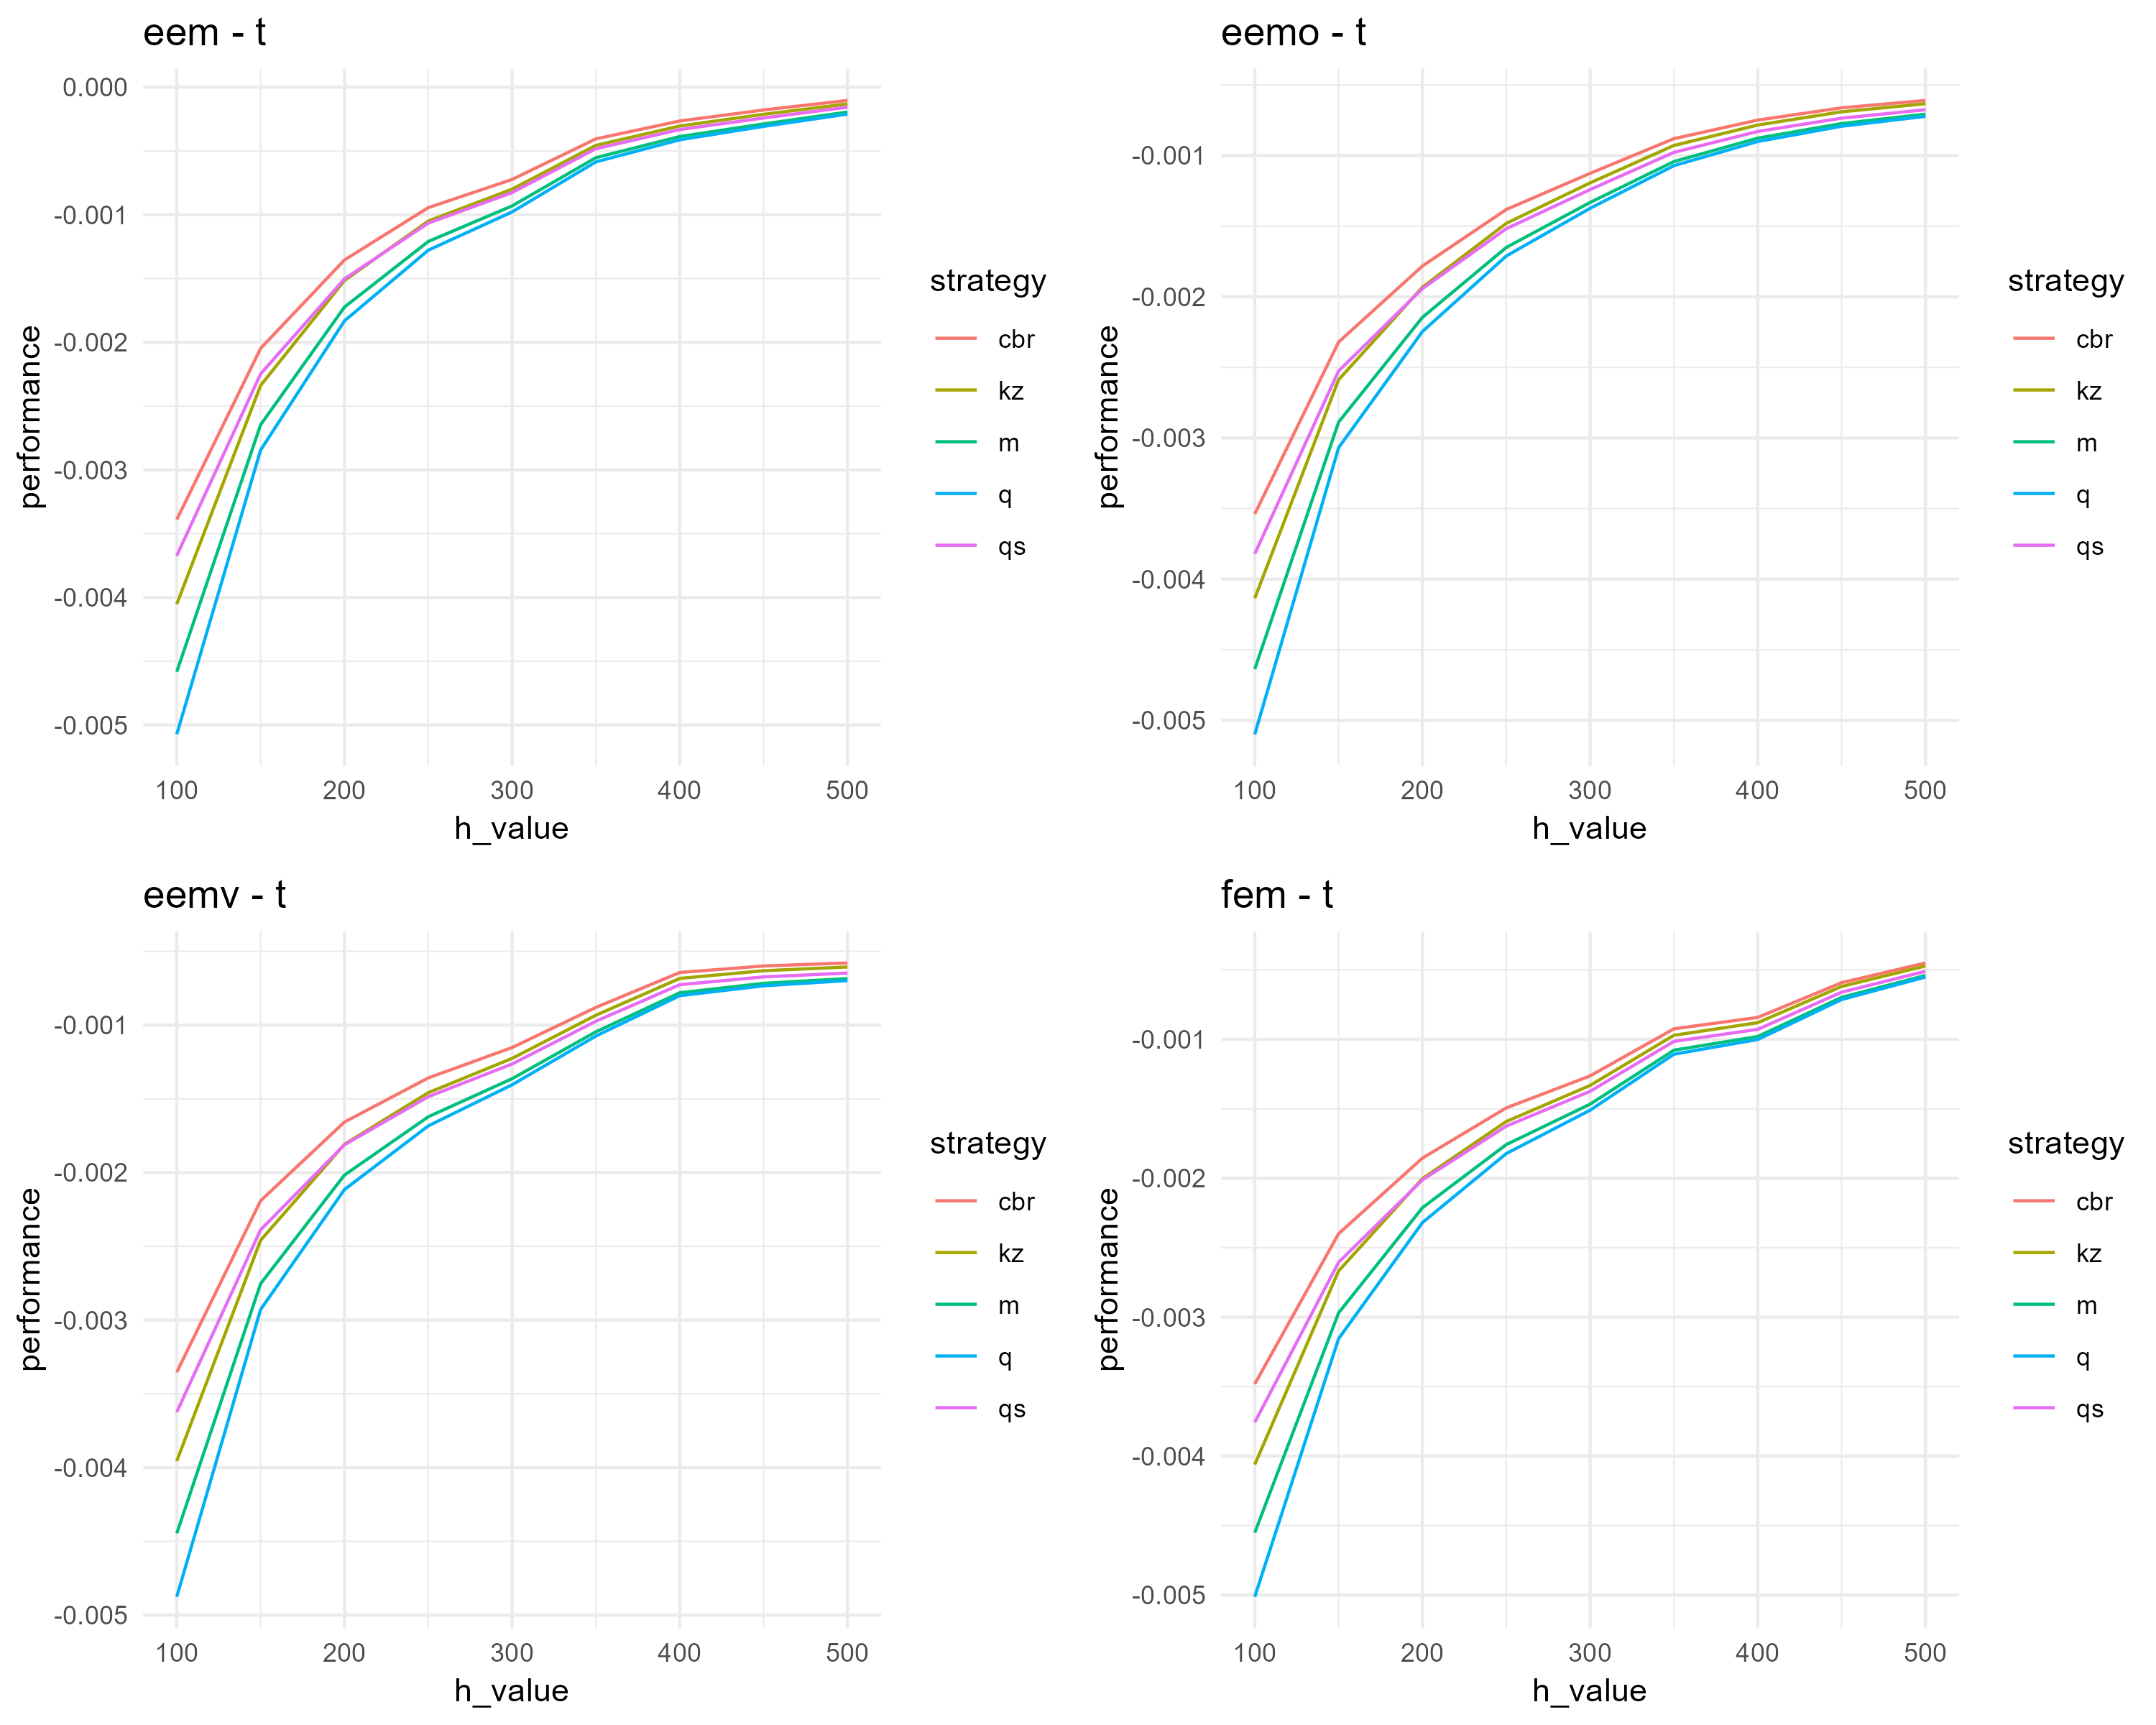 eem - t
performance
0.000
-0.001
-0.002
-0.003
-0.004
-0.005
100 200 300 400 500
h_value
strategy
cbr
kz
m
q
qs
eemo - t
performance
-0.001
-0.002
-0.003
-0.004
-0.005
100 200 300 400 500
h_value
strategy
cbr
kz
m
q
qs
eemv - t
performance
-0.001
-0.002
-0.003
-0.004
-0.005
100 200 300 400 500
h_value
strategy
cbr
kz
m
q
qs
fem - t
performance
-0.001
-0.002
-0.003
-0.004
-0.005
100 200 300 400 500
h_value
strategy
cbr
kz
m
q
qs